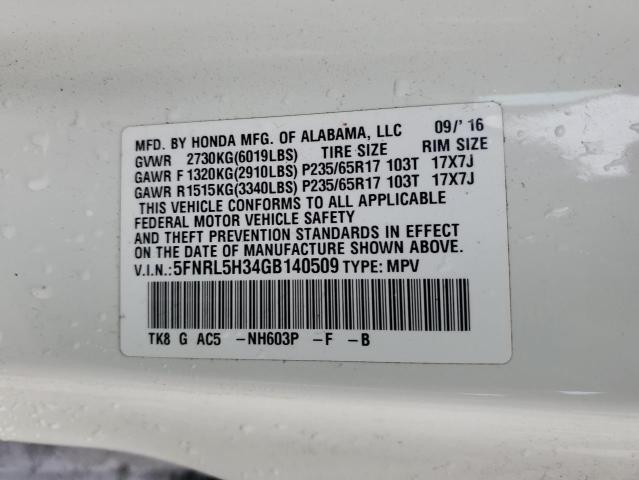 MFD. BY HONDA MFG. OF ALABAMA, LLC 09/' 16
GVWR 2730KG(6019LBS) TIRE SIZE RIM SIZE
GAWR F 1320KG(2910LBS) P235/65R17 103T 17X7J
GAWR R 1515KG(3340LBS) P235/65R17 103T 17X7J
THIS VEHICLE CONFORMS TO ALL APPLICABLE
FEDERAL MOTOR VEHICLE SAFETY
AND THEFT PREVENTION STANDARDS IN EFFECT
ON THE DATE OF MANUFACTURE SHOWN ABOVE.
V.I.N.:5FNRL5H34GB140509 TYPE: MPV
TK8 G AC5 -NH603P -F -B